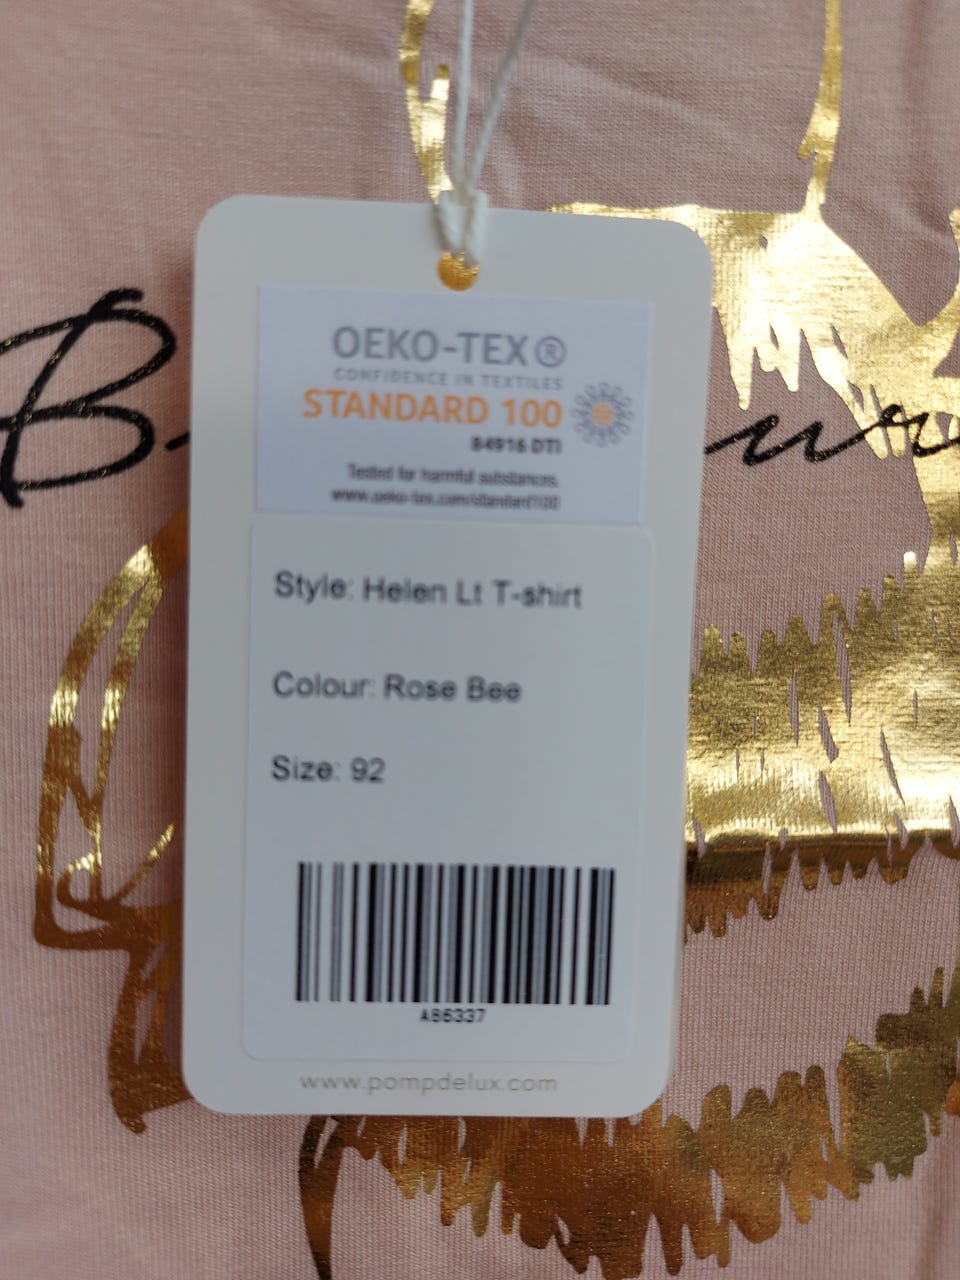 OEKO-TEX®
CONFIDENCE IN TEXTILES
STANDARD 100
B4916 DTI
Tested for harmful substances.
www.oeko-tex.com/standard100
Style: Helen Lt T-shirt
Colour: Rose Bee
Size: 92
A86337
www.pompdelux.com